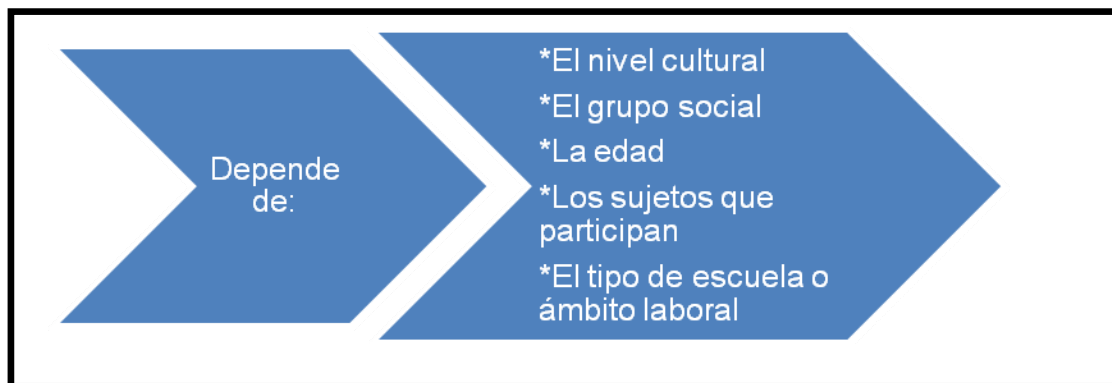 Depende
de:
*El nivel cultural
*El grupo social
*La edad
*Los sujetos que
participan
*El tipo de escuela o
ámbito laboral